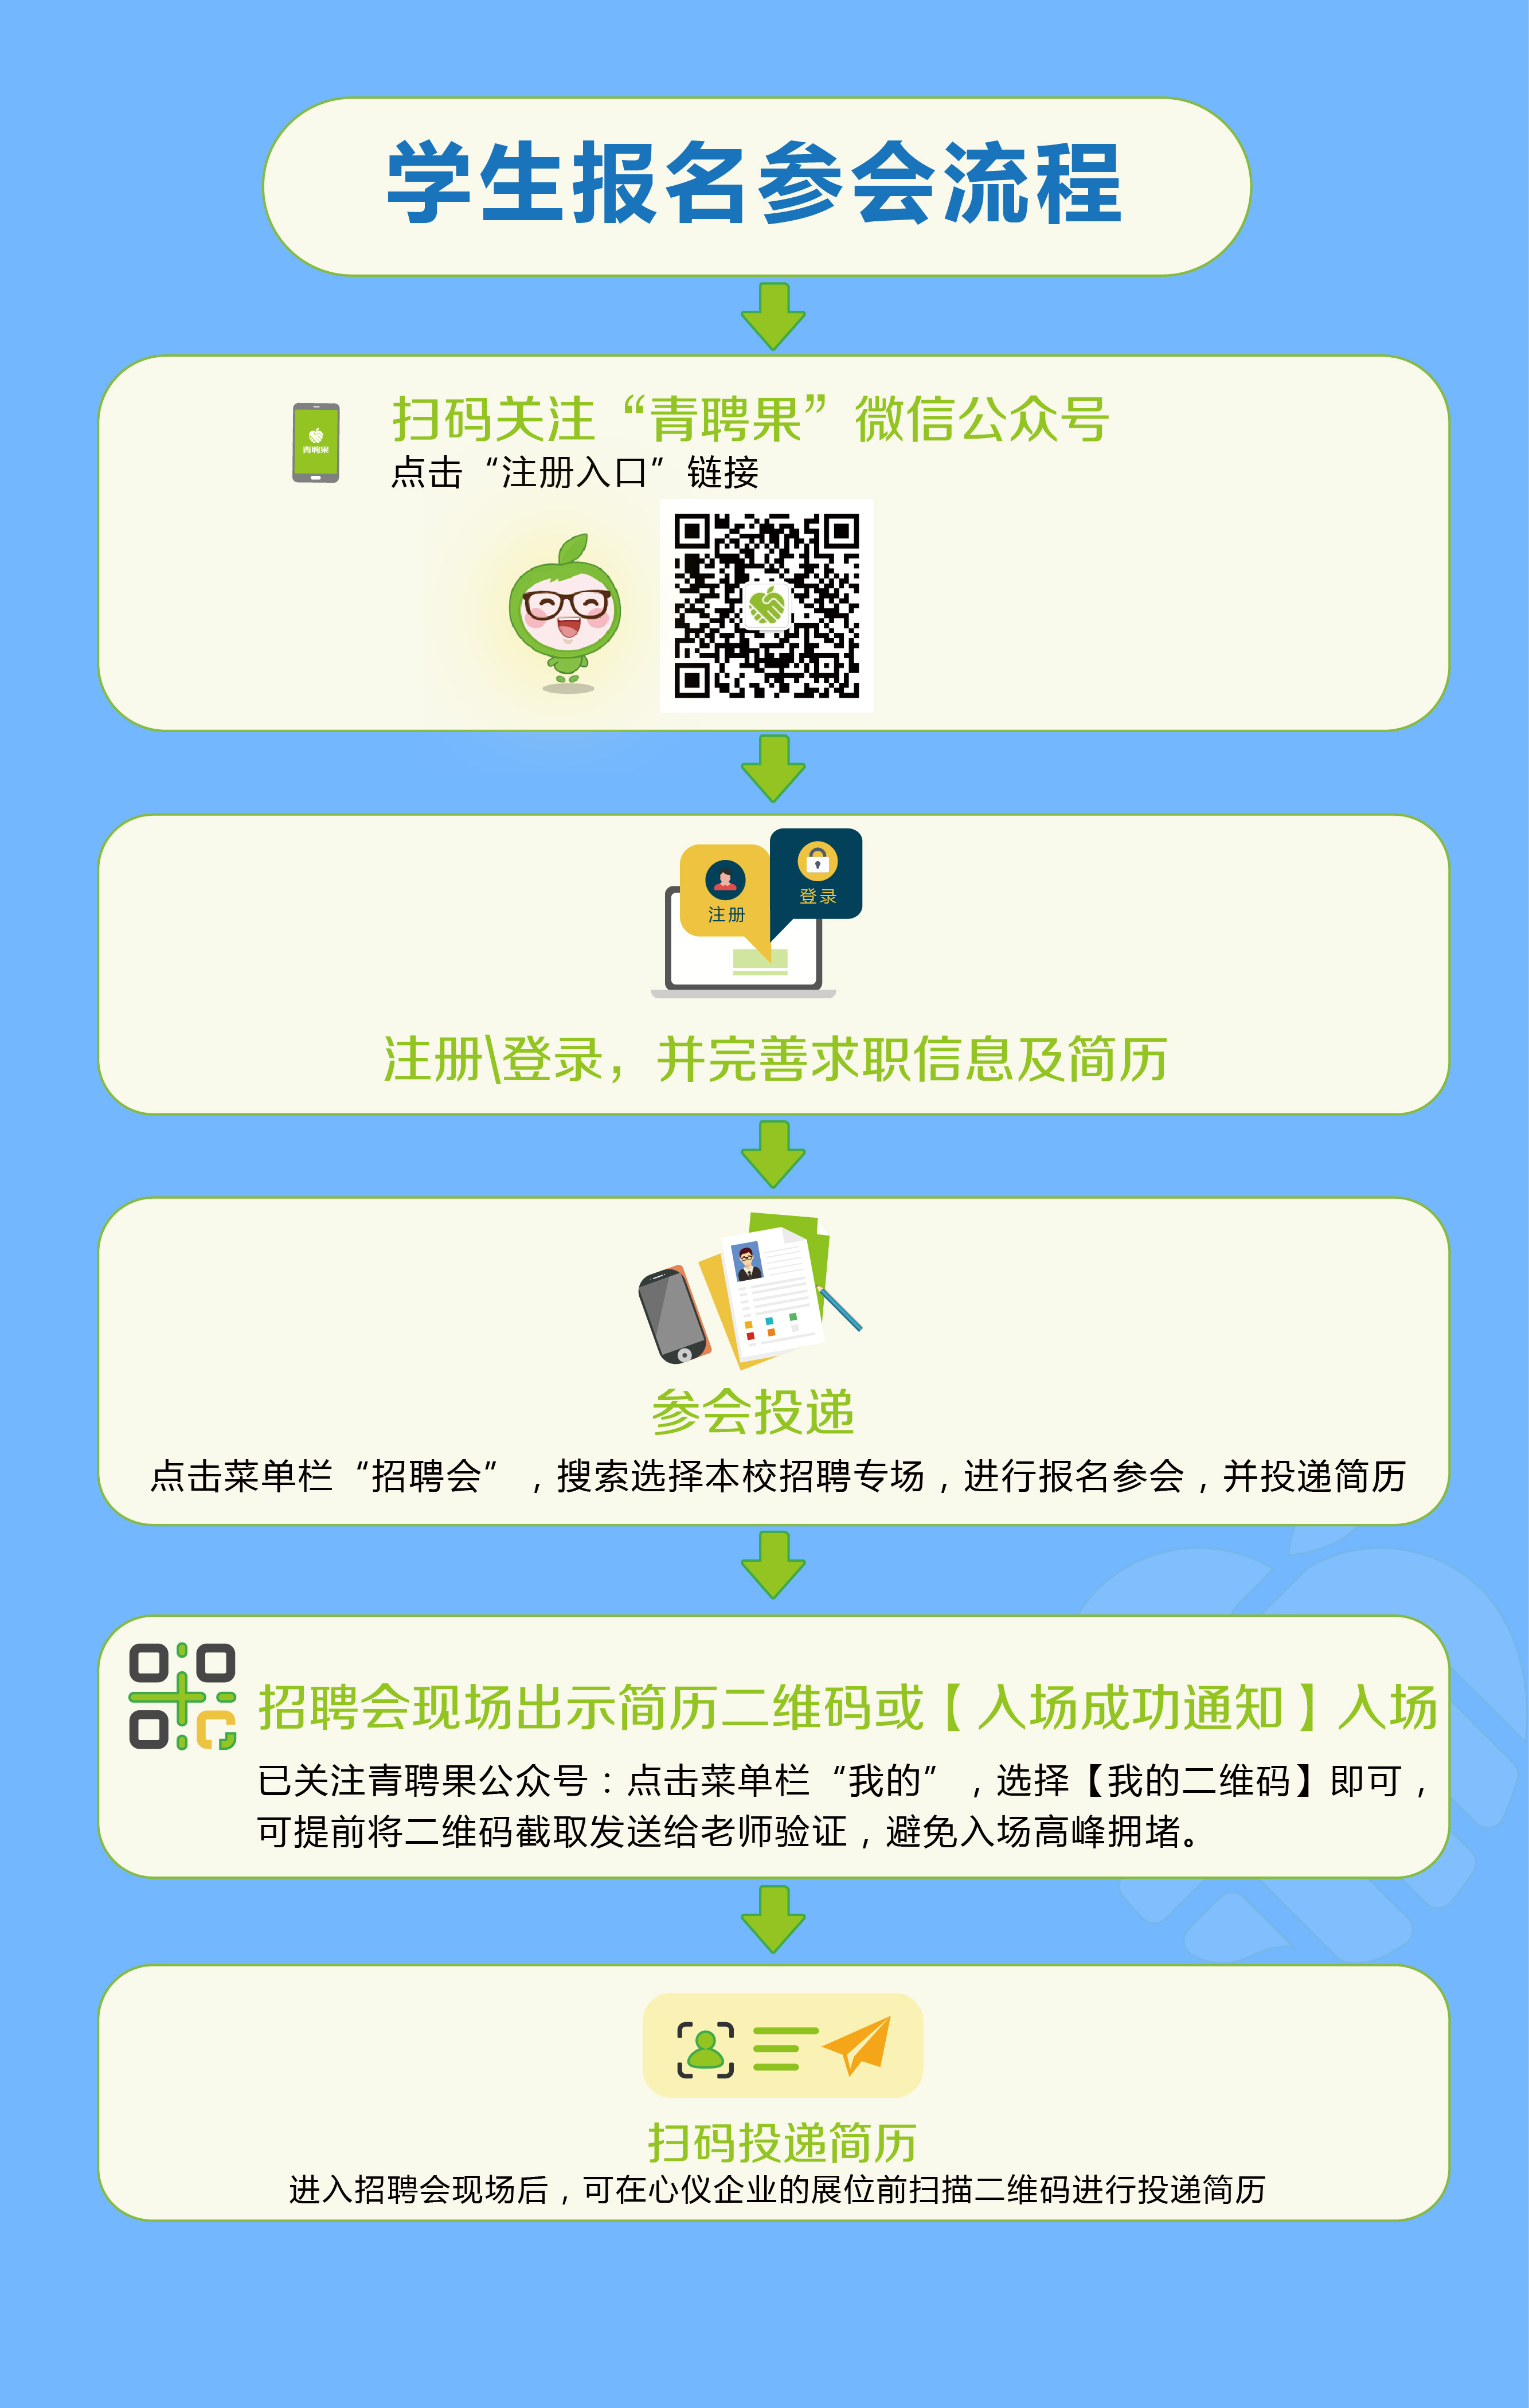 学生报名参会流程
扫码关注“青聘果”微信公众号
青聘果
点击“注册入口”链接
登录
注册
注册\登录，并完善求职信息及简历
参会投递
点击菜单栏“招聘会”，搜索选择本校招聘专场，进行报名参会，并投递简历
招聘会现场出示简历二维码或【入场成功通知】入场
已关注青聘果公众号：点击菜单栏“我的”，选择【我的二维码】即可，
可提前将二维码截取发送给老师验证，避免入场高峰拥堵。
扫码投递简历
进入招聘会现场后，可在心仪企业的展位前扫描二维码进行投递简历